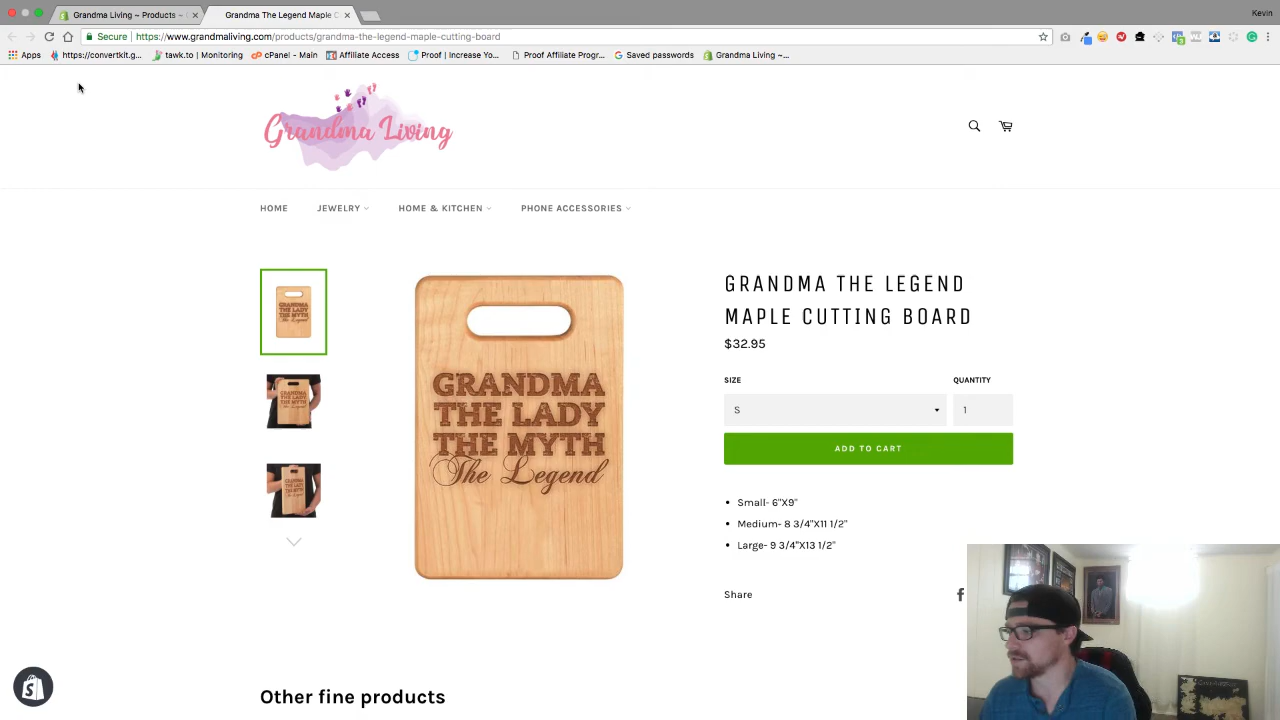 Grandma Living ~ Products ~
Grandma The Legend Maple C
Kevin
Secure
https://www.grandmaliving.com/products/grandma-the-legend-maple-cutting-board
Apps
https://convertkit.g...
tawk.to | Monitoring
cPanel - Main
Affiliate Access
Proof | Increase Yo...
Proof Affiliate Progr...
Saved passwords
Grandma Living ~...
Grandma Living
HOME
JEWELRY
HOME & KITCHEN
PHONE ACCESSORIES
GRANDMA
THE LADY
THE MYTH
The Legend
GRANDMA THE LEGEND
MAPLE CUTTING BOARD
$32.95
SIZE
QUANTITY
S
1
ADD TO CART
Small- 6"X9"
Medium- 8 3/4"X11 1/2"
Large- 9 3/4"X13 1/2"
Share
Other fine products